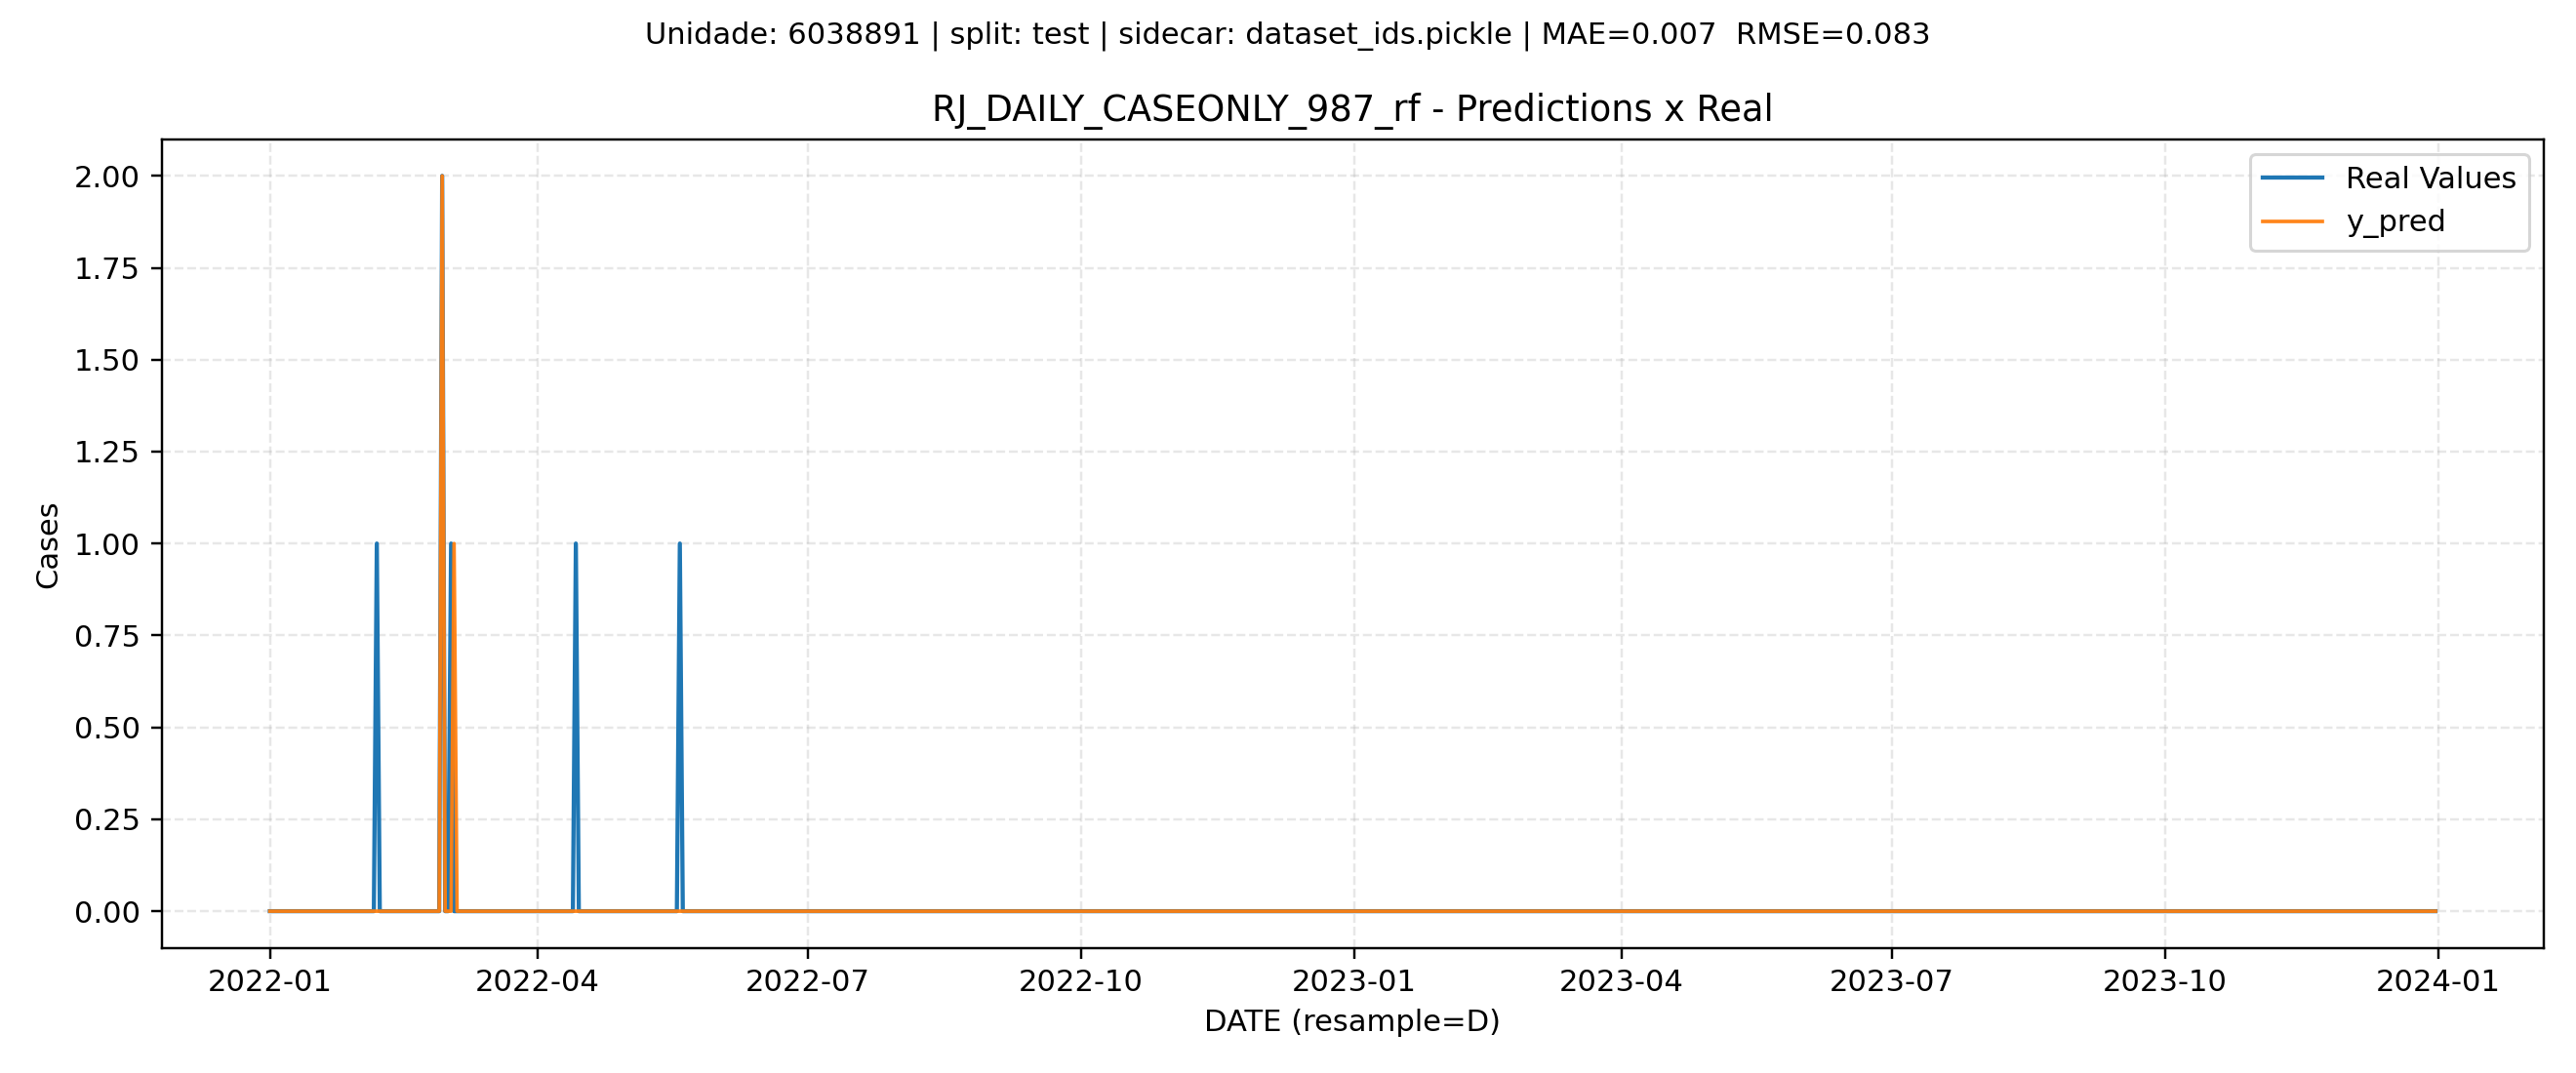 Unidade: 6038891 | split: test | sidecar: dataset_ids.pickle | MAE=0.007  RMSE=0.083
RJ_DAILY_CASEONLY_987_rf - Predictions x Real
Real Values
y_pred
2.00
1.75
1.50
1.25
1.00
0.75
0.50
0.25
0.00
Cases
2022-01 2022-04 2022-07 2022-10 2023-01 2023-04 2023-07 2023-10 2024-01
DATE (resample=D)